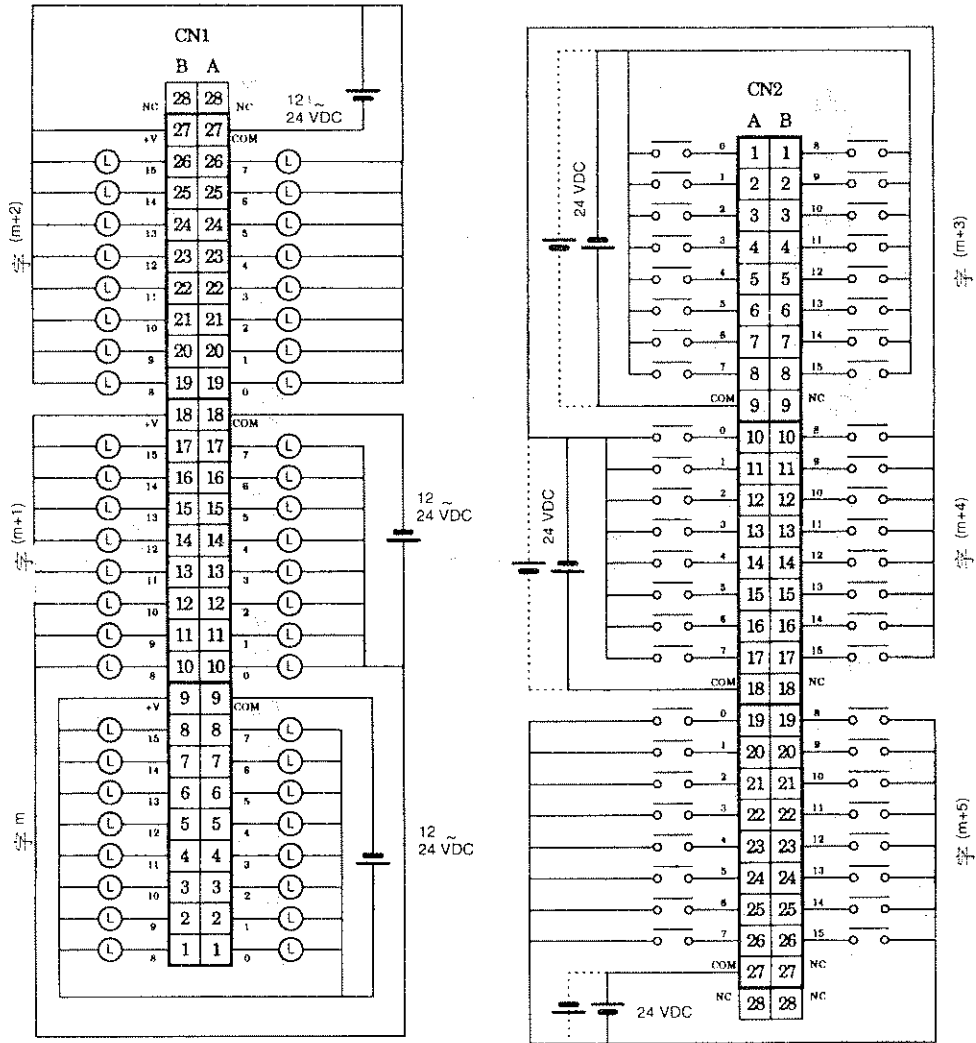 CN1
B A
NC 28 28 NC
+V 27 27 COM
15 L 26 26 7 L
14 L 25 25 6 L
13 L 24 24 5 L
12 L 23 23 4 L
11 L 22 22 3 L
10 L 21 21 2 L
9 L 20 20 1 L
8 L 19 19 0 L
字 (m+2)
12 ~
24 VDC
+V 18 18 COM
15 L 17 17 7 L
14 L 16 16 6 L
13 L 15 15 5 L
12 L 14 14 4 L
11 L 13 13 3 L
10 L 12 12 2 L
9 L 11 11 1 L
8 L 10 10 0 L
字 (m+1)
12 ~
24 VDC
+V 9 9 COM
15 L 8 8 7 L
14 L 7 7 6 L
13 L 6 6 5 L
12 L 5 5 4 L
11 L 4 4 3 L
10 L 3 3 2 L
9 L 2 2 1 L
8 L 1 1 0 L
字 m
12 ~
24 VDC
CN2
A B
0 1 1 8
1 2 2 9
2 3 3 10
3 4 4 11
4 5 5 12
5 6 6 13
6 7 7 14
7 8 8 15
COM 9 9 NC
24 VDC
字 (m+3)
0 10 10 8
1 11 11 9
2 12 12 10
3 13 13 11
4 14 14 12
5 15 15 13
6 16 16 14
7 17 17 15
COM 18 18 NC
24 VDC
字 (m+4)
0 19 19 8
1 20 20 9
2 21 21 10
3 22 22 11
4 23 23 12
5 24 24 13
6 25 25 14
7 26 26 15
COM 27 27 NC
NC 28 28 NC
24 VDC
字 (m+5)